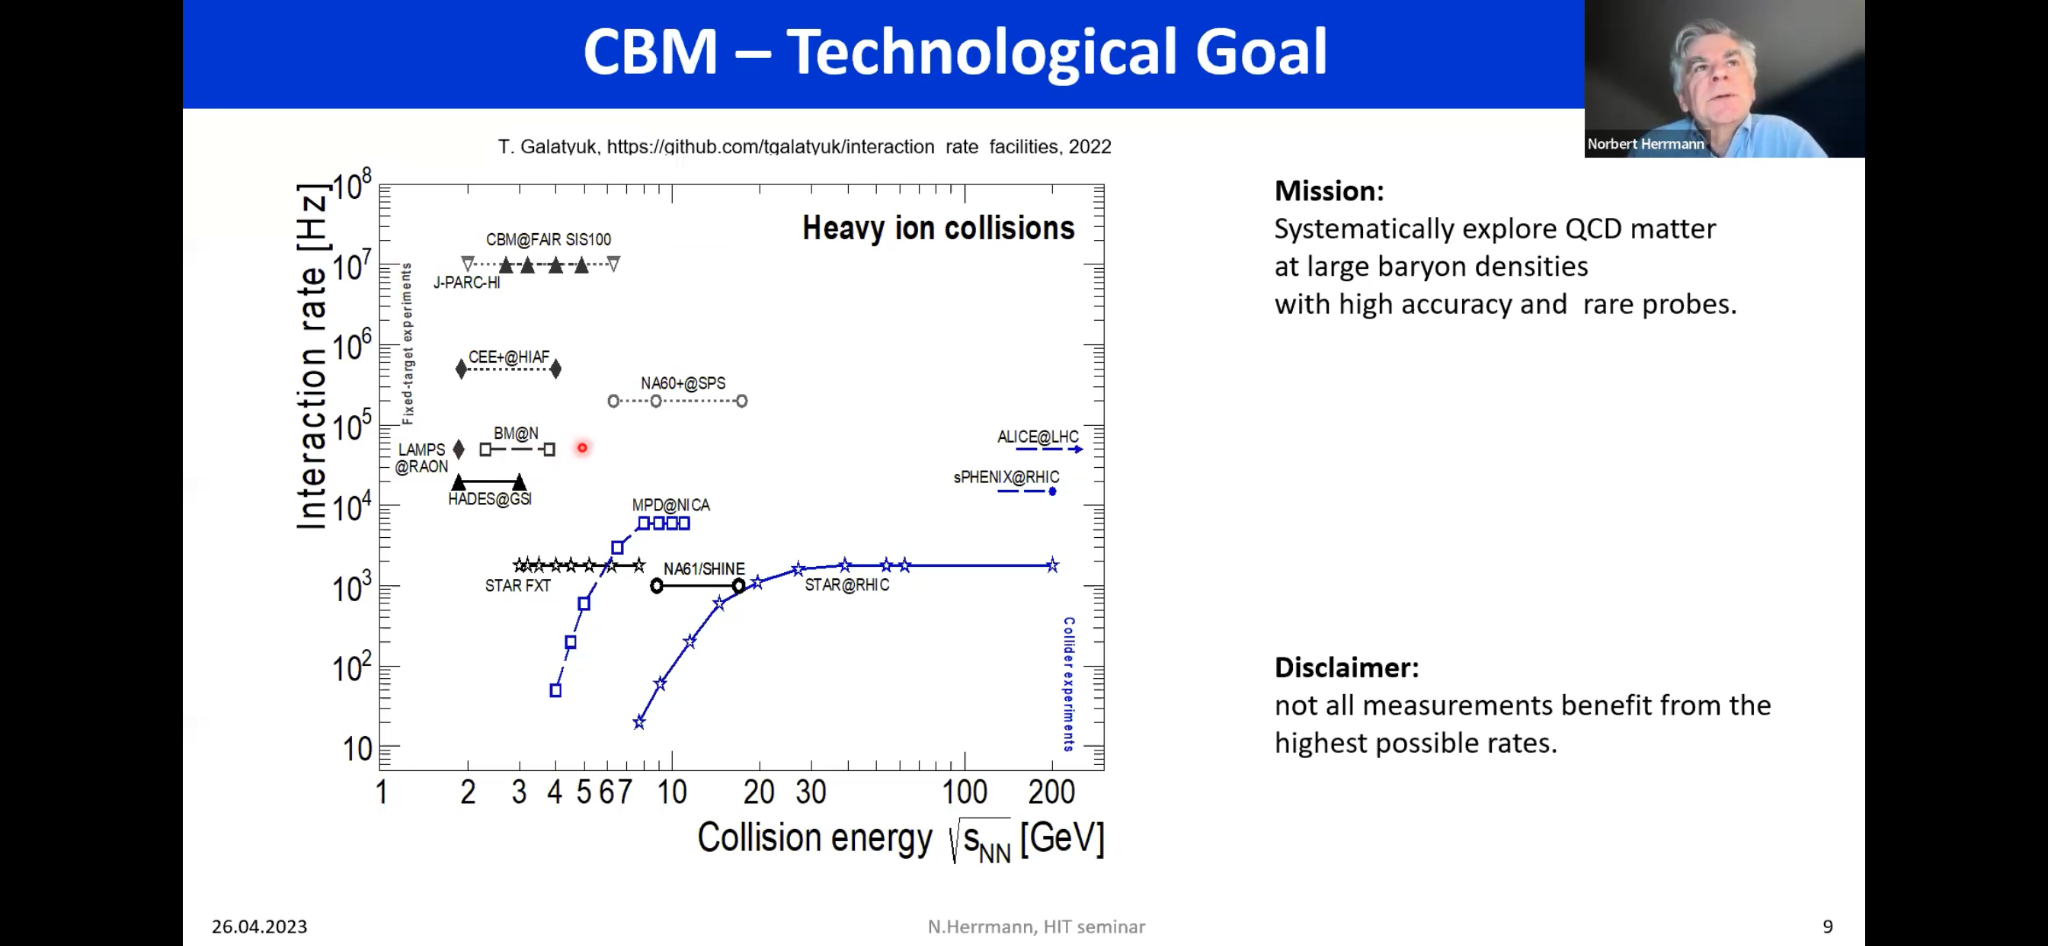 CBM – Technological Goal
Norbert Herrmann
T. Galatyuk, https://github.com/tgalatyuk/interaction_rate_facilities, 2022
Interaction rate [Hz]
10⁸
10⁷
10⁶
10⁵
10⁴
10³
10²
10
Fixed-target experiments
Heavy ion collisions
CBM@FAIR SIS100
J-PARC-HI
CEE+@HIAF
NA60+@SPS
BM@N
LAMPS
@RAON
ALICE@LHC
HADES@GSI
sPHENIX@RHIC
MPD@NICA
NA61/SHINE
STAR FXT
STAR@RHIC
Collider experiments
1 2 3 4 5 6 7 10 20 30 100 200
Collision energy √sNN [GeV]
Mission:
Systematically explore QCD matter
at large baryon densities
with high accuracy and rare probes.
Disclaimer:
not all measurements benefit from the
highest possible rates.
26.04.2023
N.Herrmann, HIT seminar
9